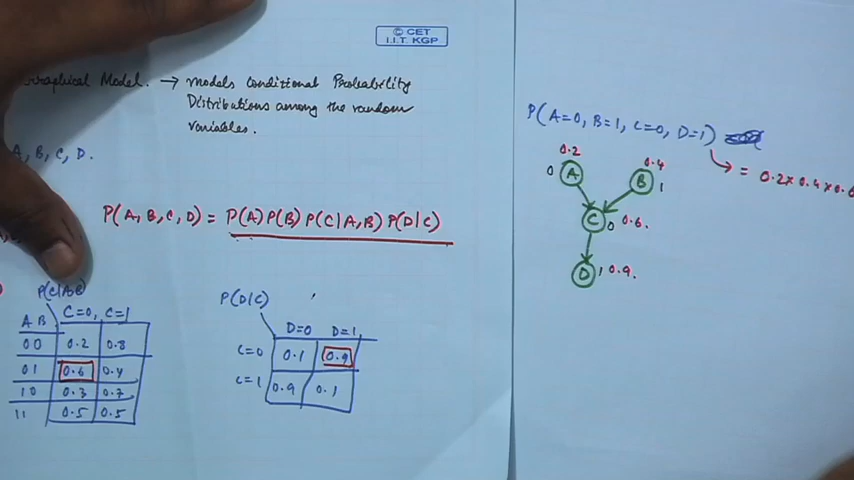 © CET
I.I.T. KGP
Graphical Model. → models Conditional Probability
Distributions among the random
variables.
A, B, C, D.
P(A, B, C, D) = P(A) P(B) P(C|A,B) P(D|C)
P(C|A,B)
C=0, C=1
A B
00 0.2 0.8
01 0.6 0.4
10 0.3 0.7
11 0.5 0.5
P(D|C)
D=0 D=1
C=0 0.1 0.9
C=1 0.9 0.1
P(A=0, B=1, C=0, D=1)
= 0.2 x 0.4 x 0.6
0.2 0.4
0 A B 1
C 0 0.6.
D 1 0.9.